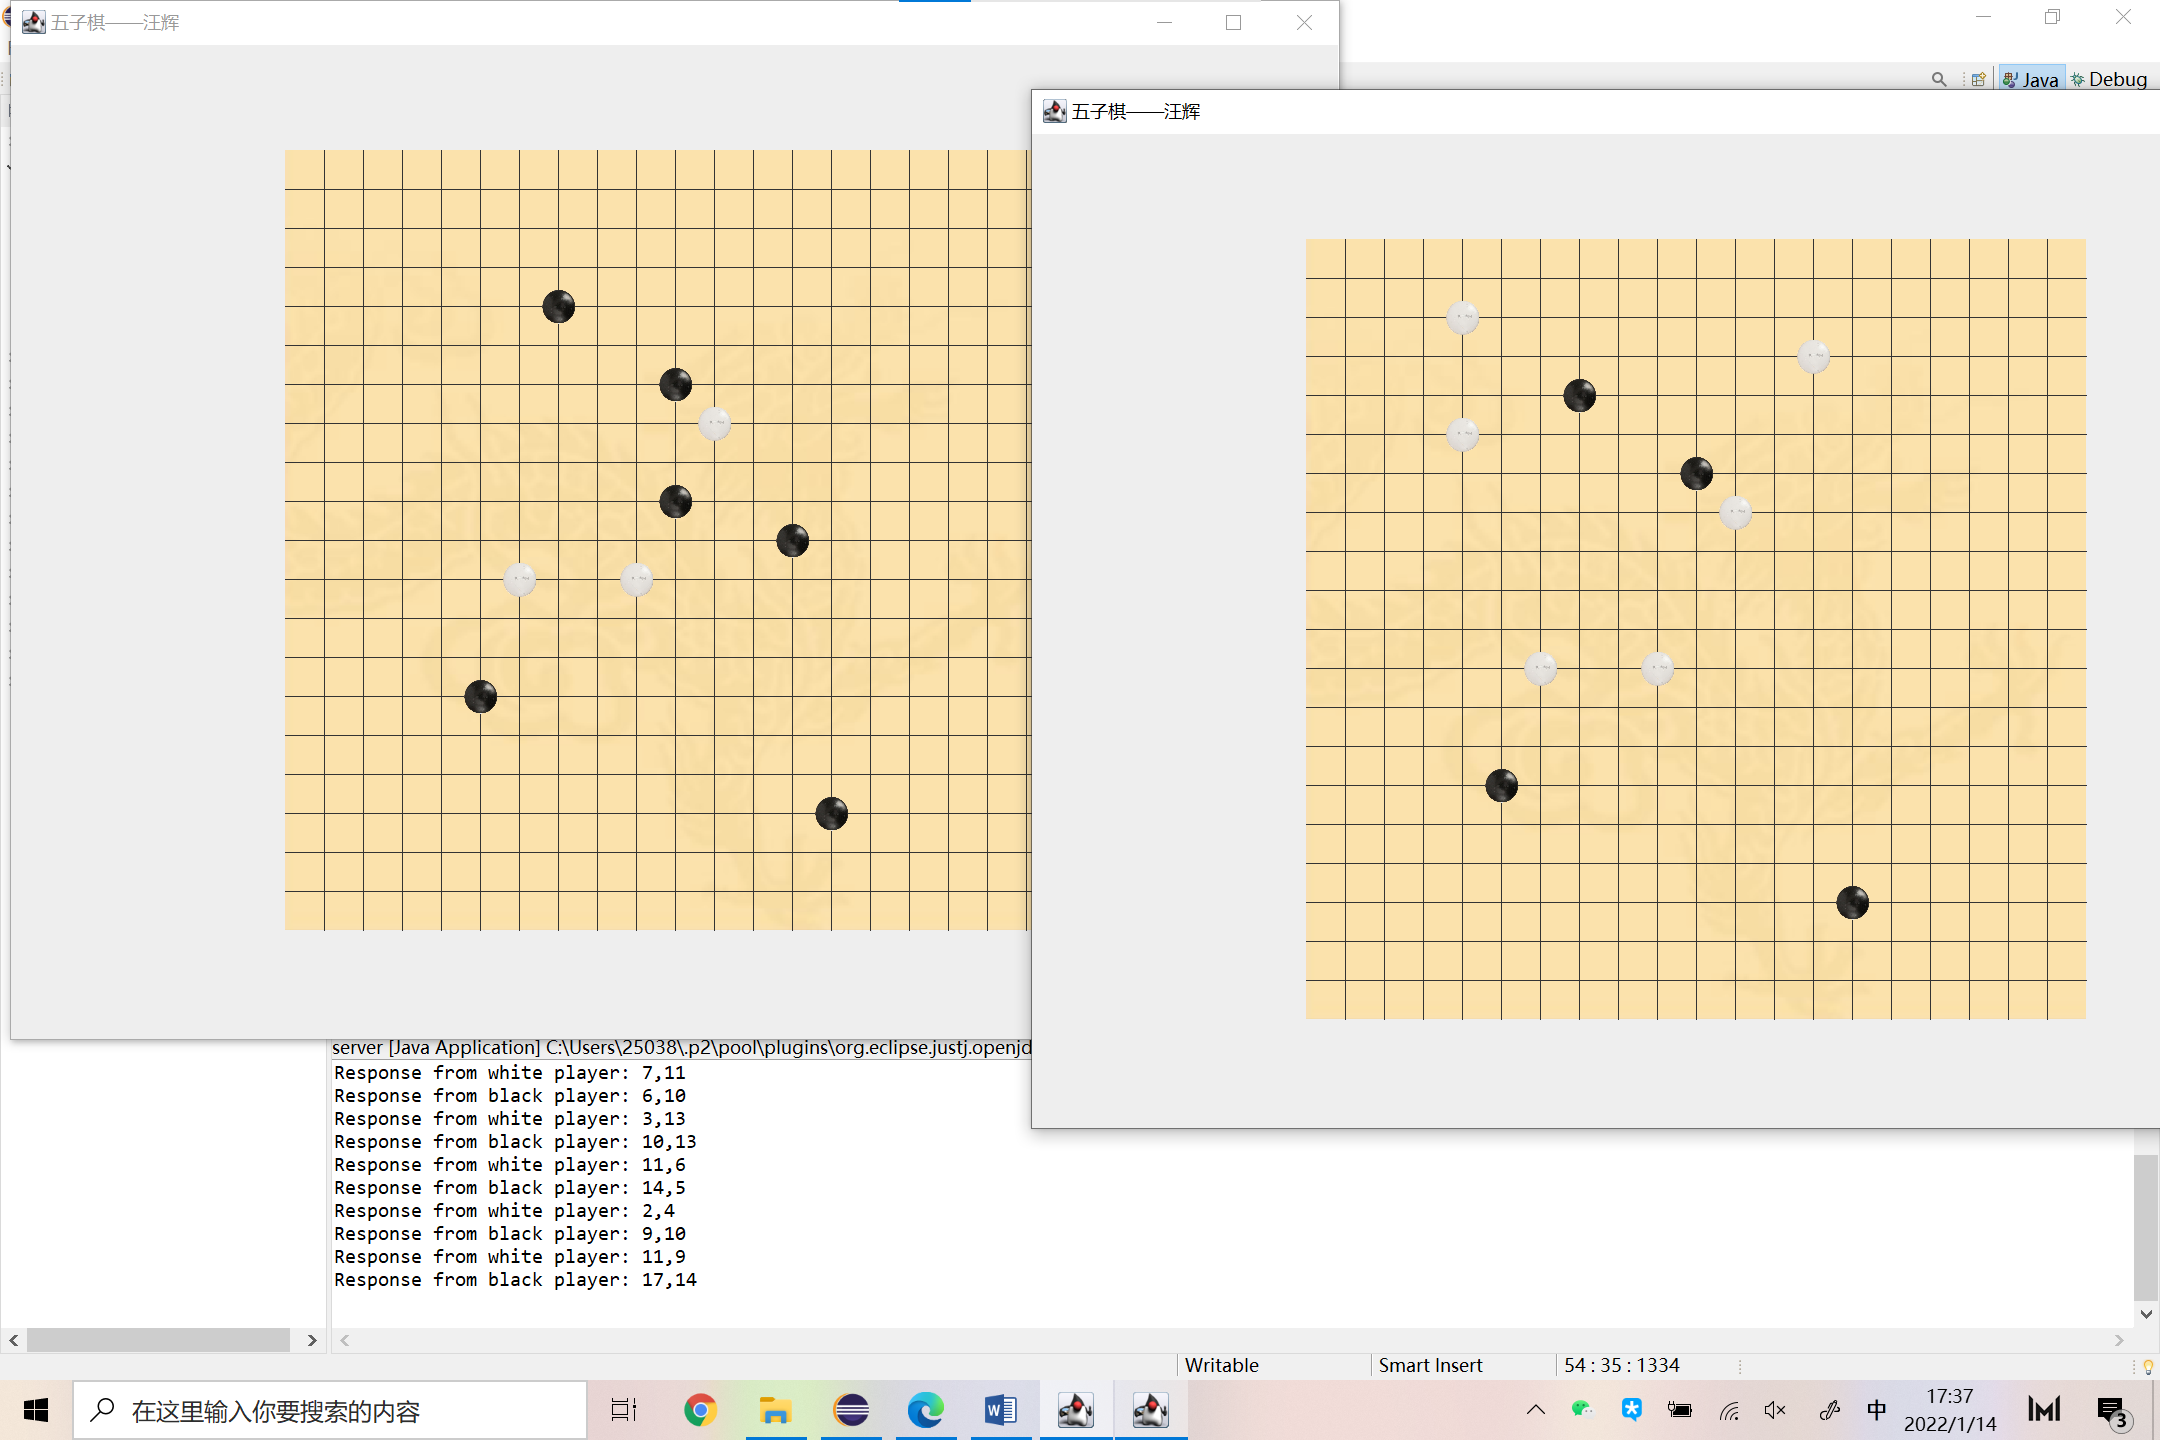 五子棋——汪辉
Java
Debug
五子棋——汪辉
server [Java Application] C:\Users\25038\.p2\pool\plugins\org.eclipse.justj.openjd
Response from white player: 7,11
Response from black player: 6,10
Response from white player: 3,13
Response from black player: 10,13
Response from white player: 11,6
Response from black player: 14,5
Response from white player: 2,4
Response from black player: 9,10
Response from white player: 11,9
Response from black player: 17,14
Writable
Smart Insert
54 : 35 : 1334
在这里输入你要搜索的内容
中
17:37
2022/1/14
3